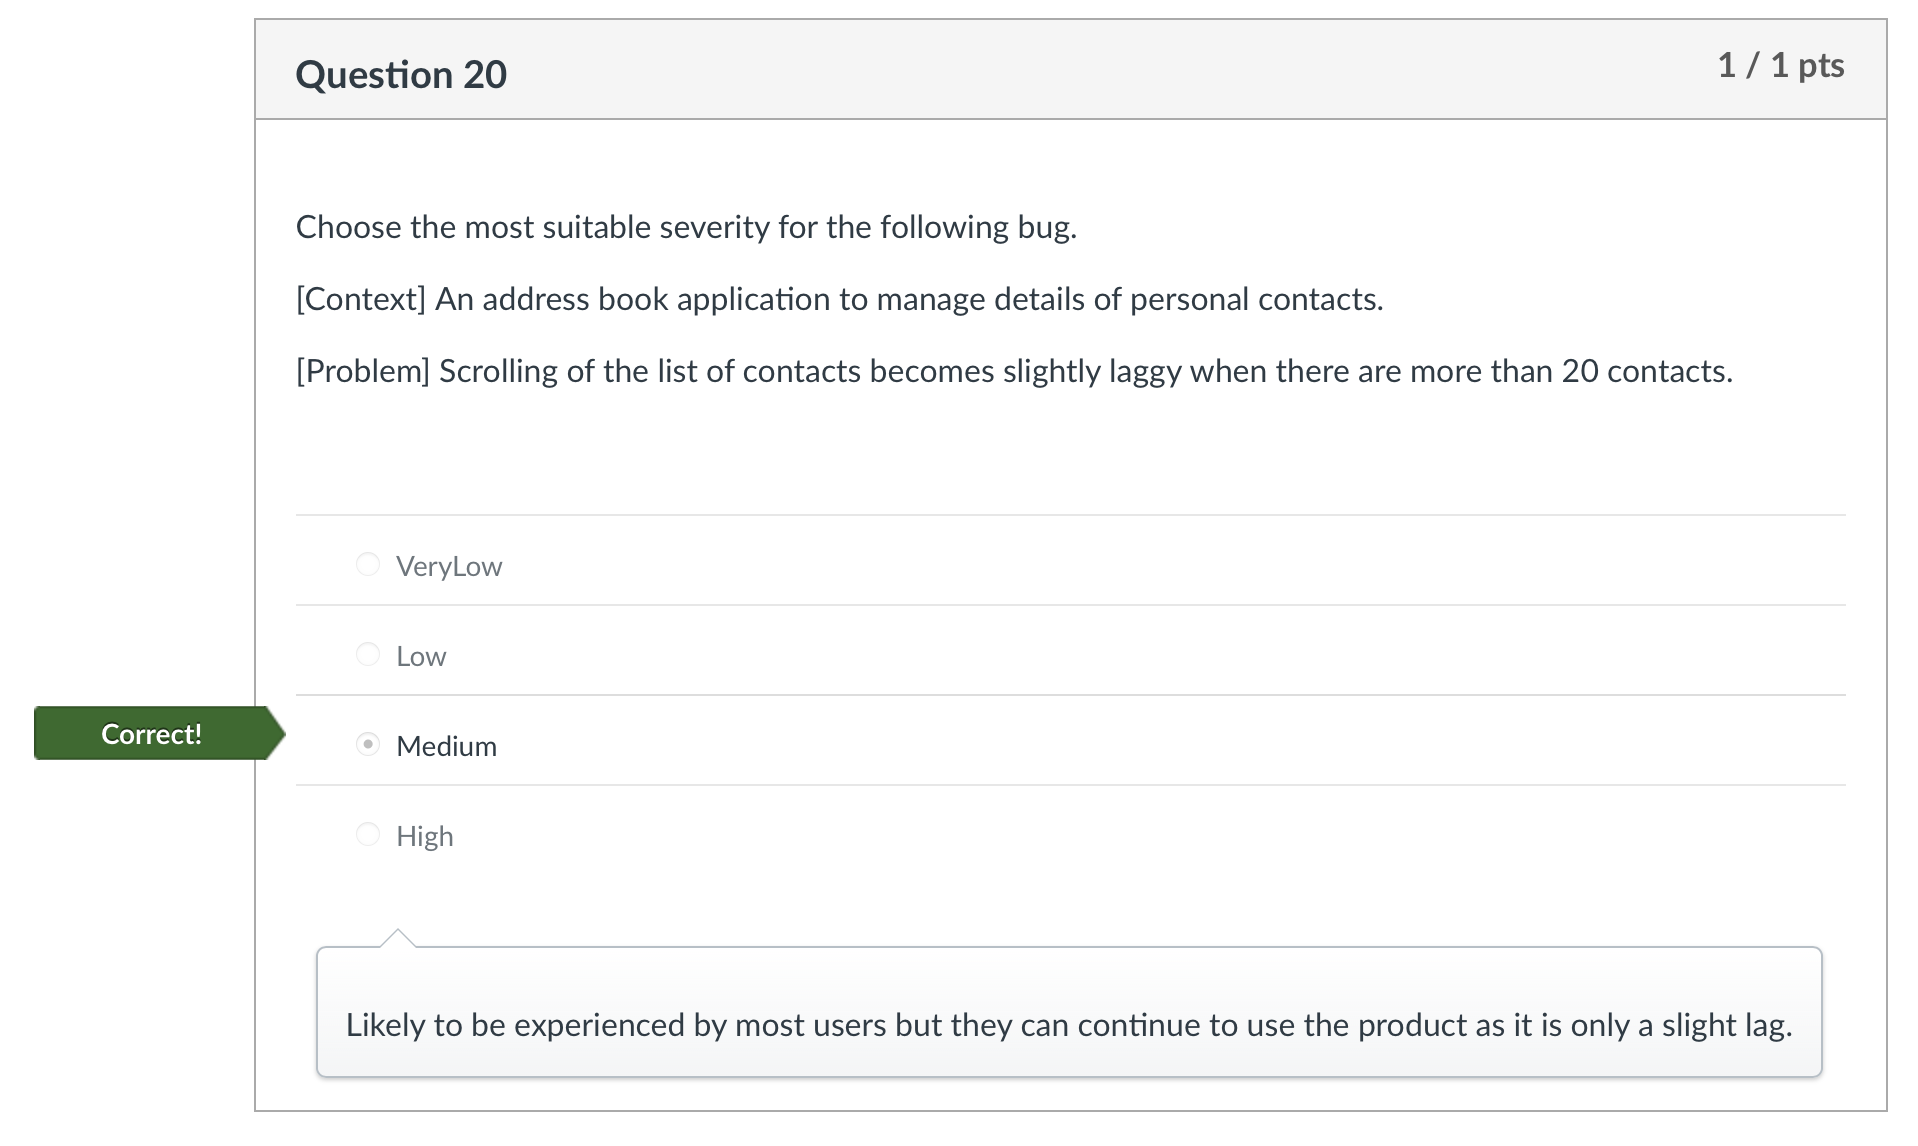 Question 20
1 / 1 pts
Choose the most suitable severity for the following bug.
[Context] An address book application to manage details of personal contacts.
[Problem] Scrolling of the list of contacts becomes slightly laggy when there are more than 20 contacts.
VeryLow
Low
Correct!
Medium
High
Likely to be experienced by most users but they can continue to use the product as it is only a slight lag.